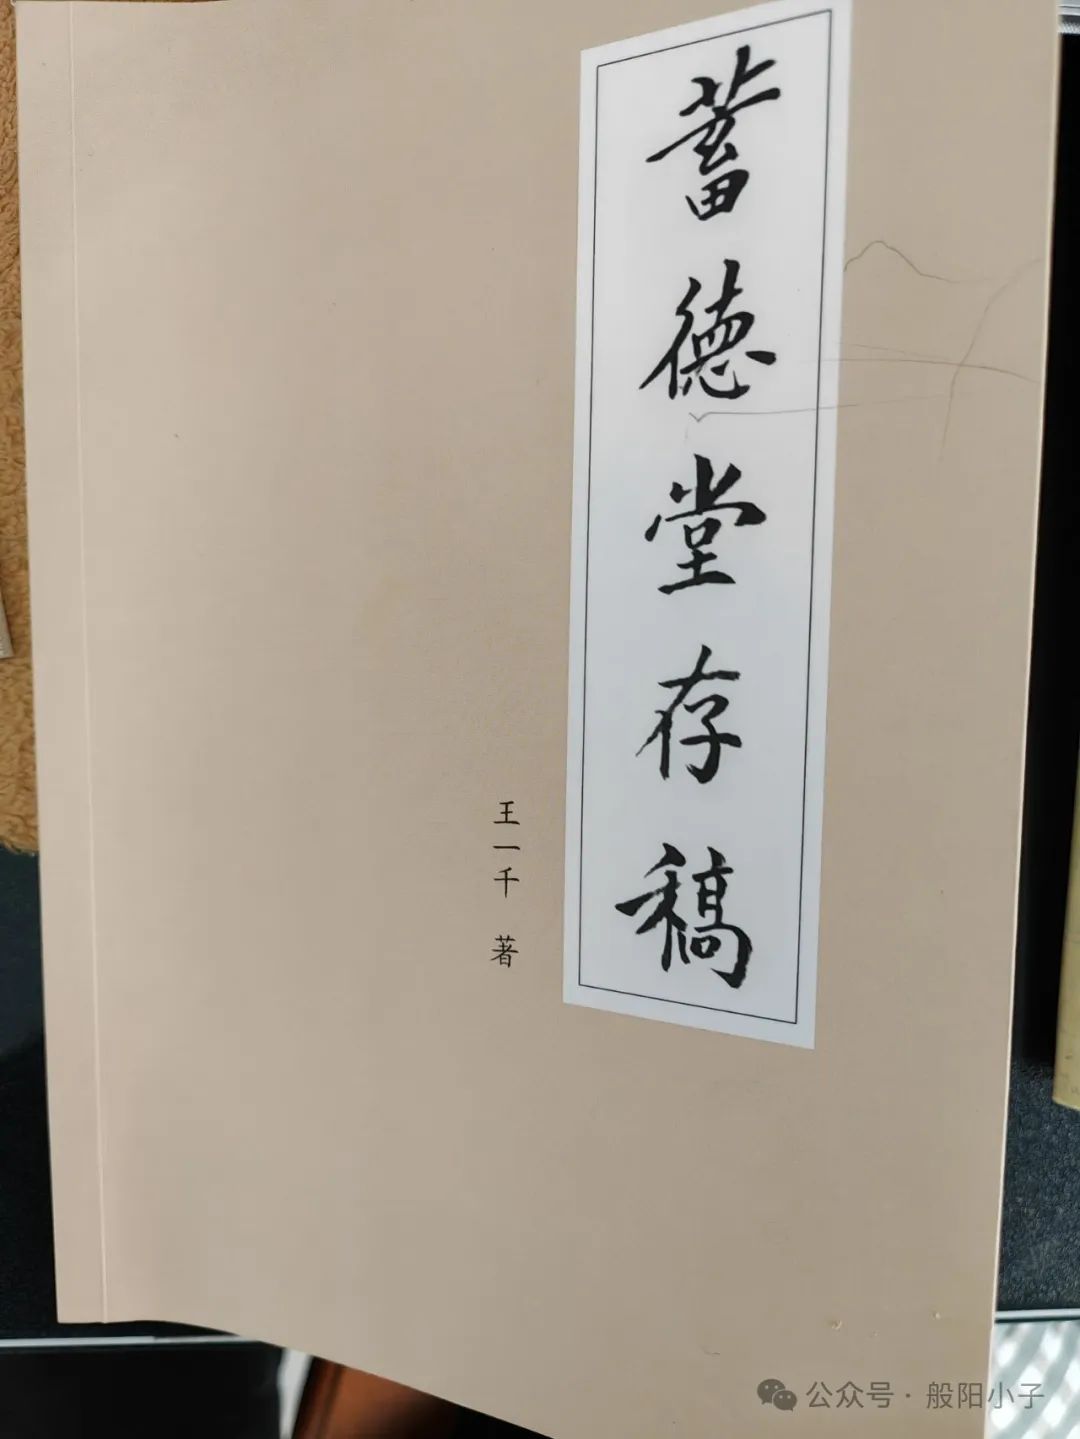 蓄德堂存稿
王一千 著
公众号·般阳小子